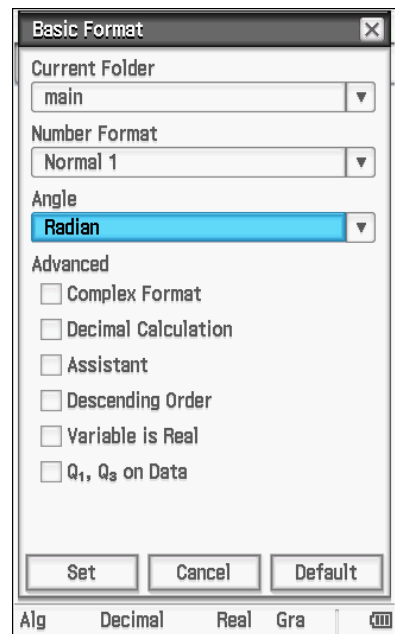 Basic Format
Current Folder
main
Number Format
Normal 1
Angle
Radian
Advanced
Complex Format
Decimal Calculation
Assistant
Descending Order
Variable is Real
Q₁, Q₃ on Data
Set Cancel Default
Alg Decimal Real Gra